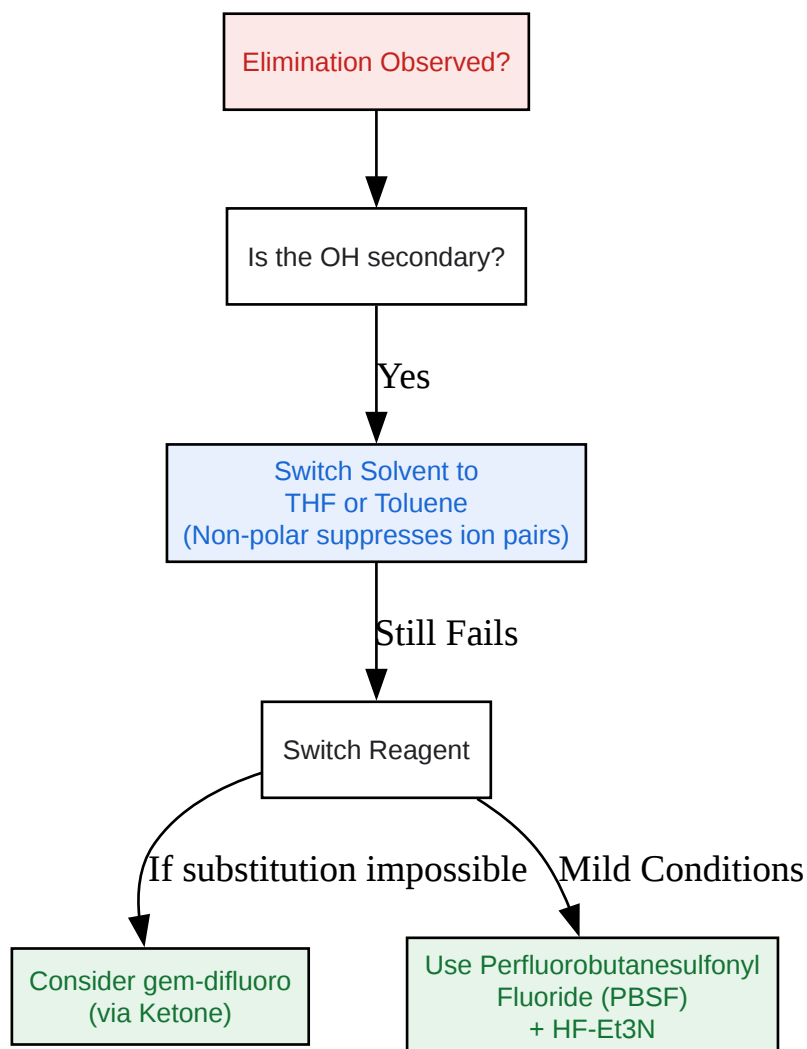 Elimination Observed?
Is the OH secondary?
Yes
Switch Solvent to
THF or Toluene
(Non-polar suppresses ion pairs)
Still Fails
Switch Reagent
If substitution impossible
Mild Conditions
Consider gem-difluoro
(via Ketone)
Use Perfluorobutanesulfonyl
Fluoride (PBSF)
+ HF-Et3N